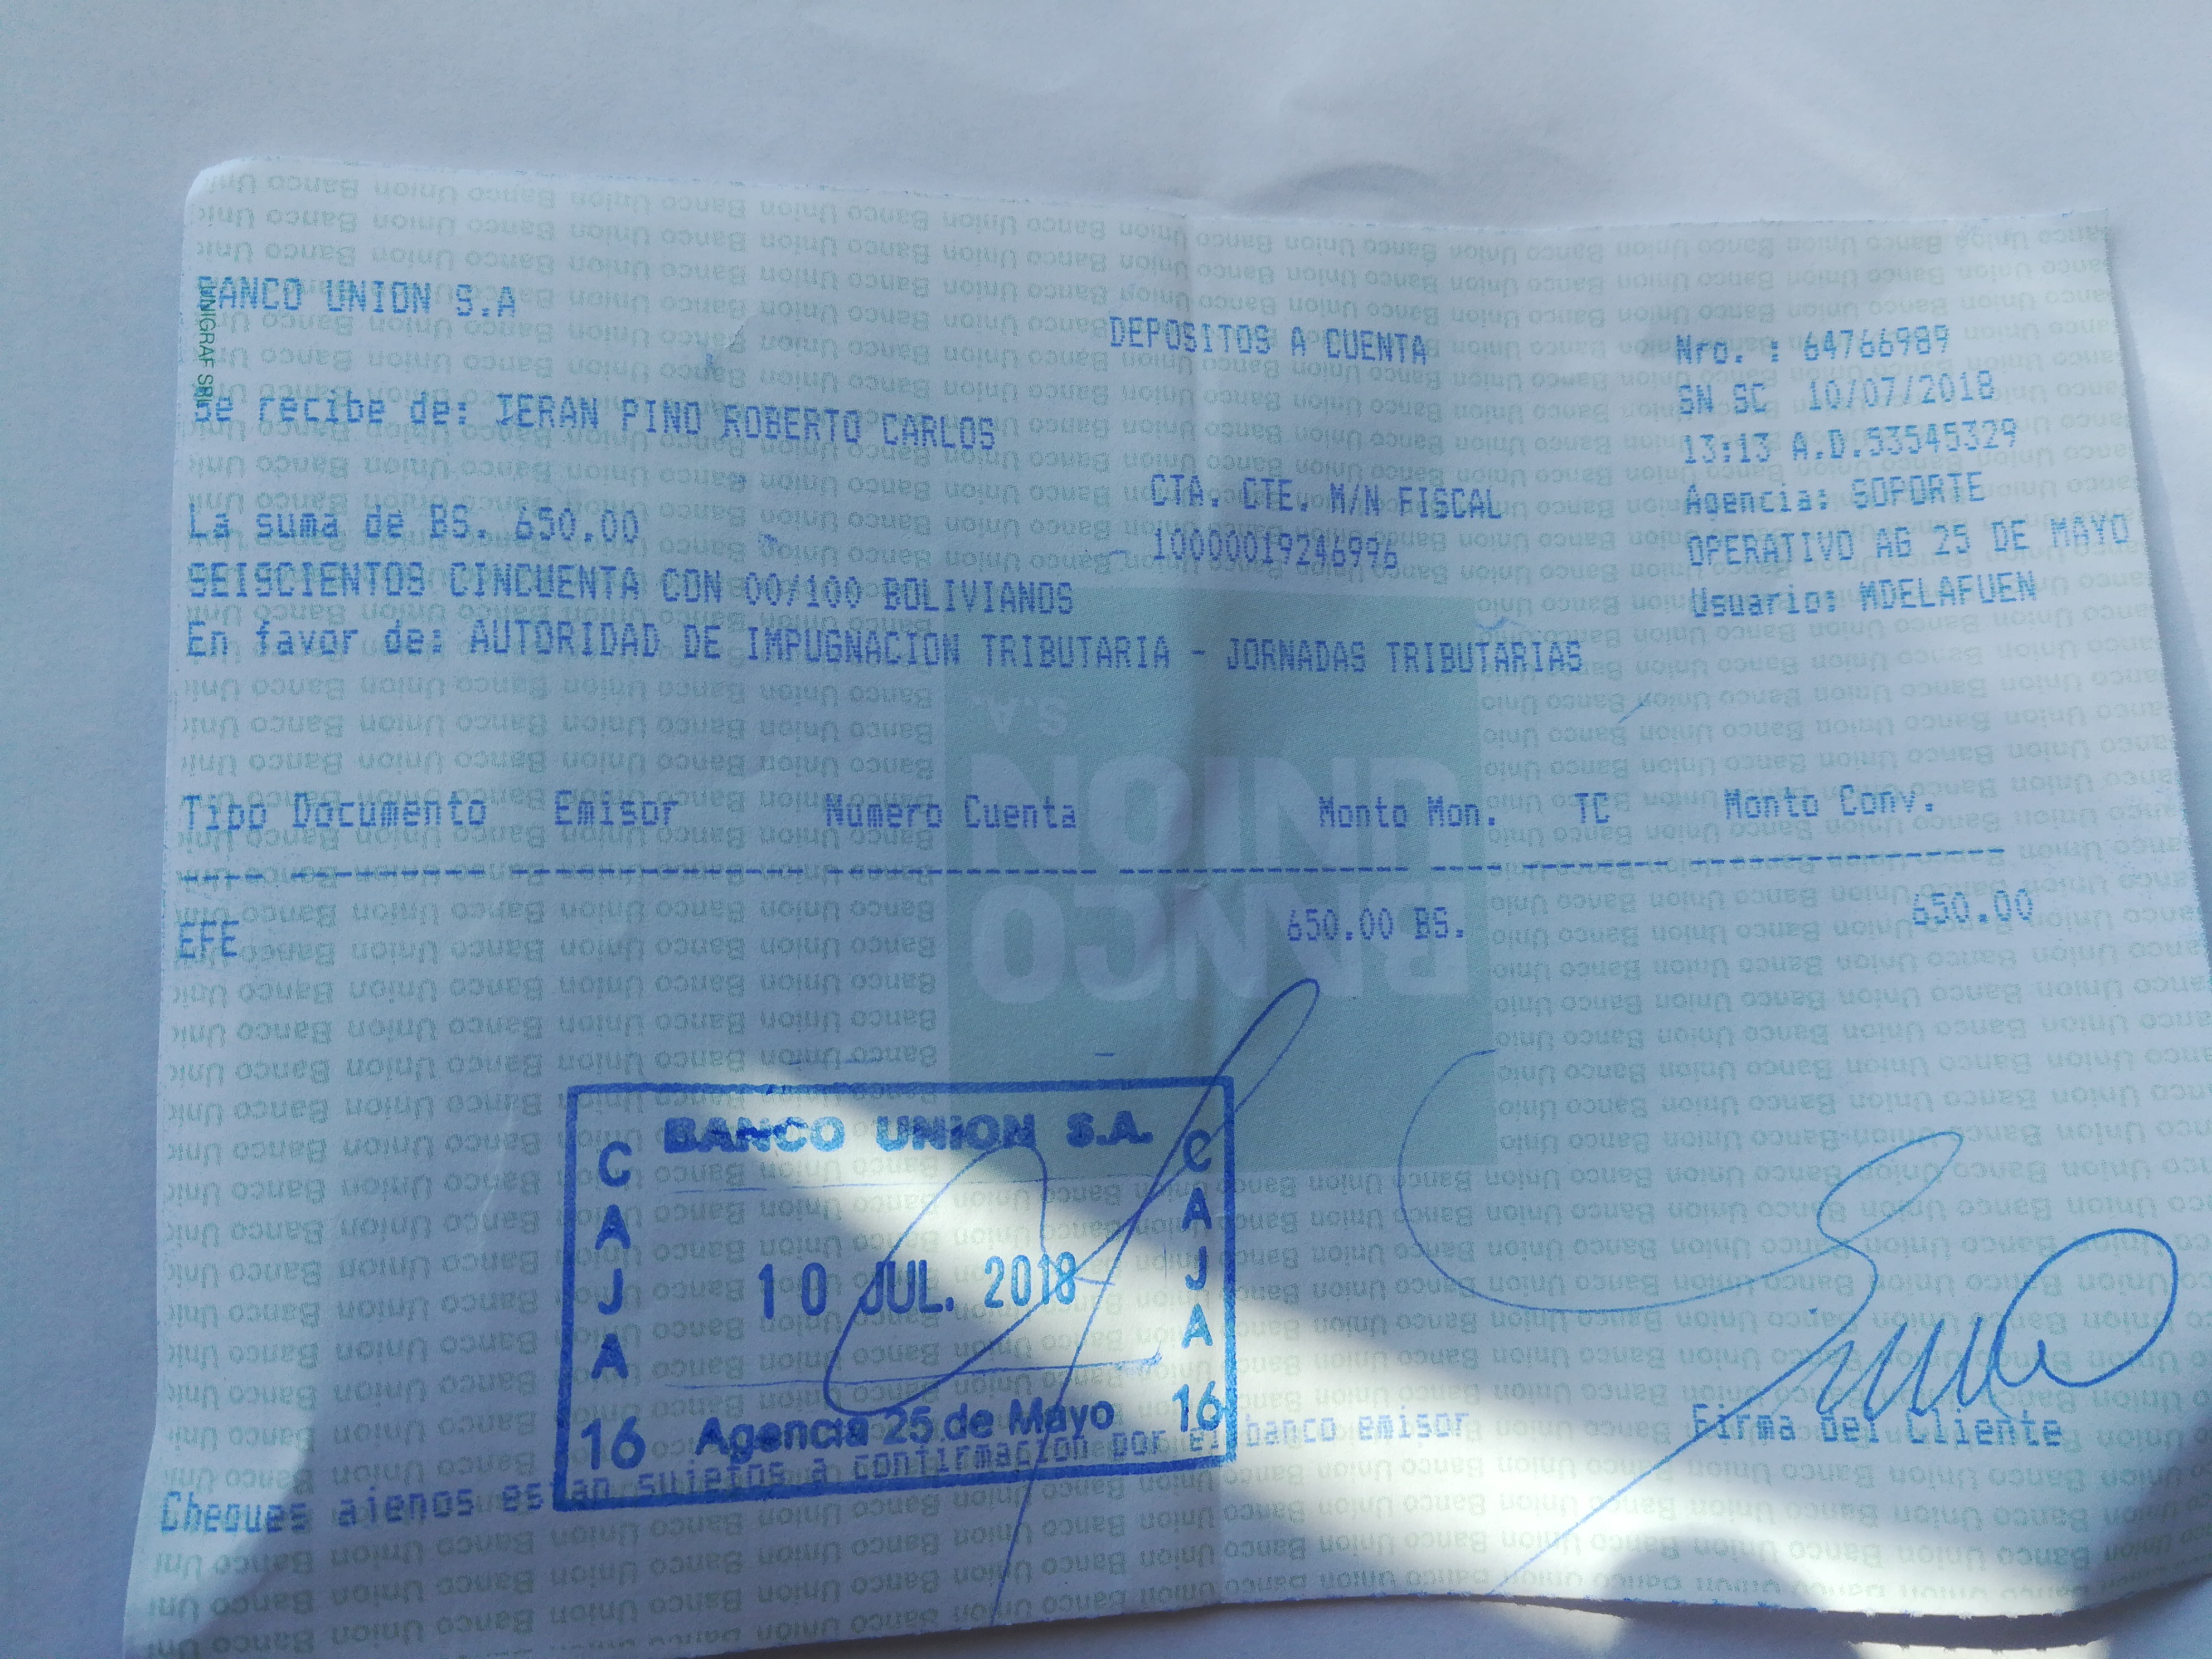 BANCO UNION S.A
OMNIGRAF SRL
DEPOSITOS A CUENTA
Nro. : 64766989
SN SC 10/07/2018
13:13 A.D.53545329
Se recibe de: TERAN PINO ROBERTO CARLOS
CTA. CTE. M/N FISCAL
10000019246996
Agencia: SOPORTE
OPERATIVO AG 25 DE MAYO
Usuario: MDELAFUEN
La suma de BS. 650.00
SEISCIENTOS CINCUENTA CON 00/100 BOLIVIANOS
En favor de: AUTORIDAD DE IMPUGNACION TRIBUTARIA - JORNADAS TRIBUTARIAS
Tipo Documento Emisor Numero Cuenta Monto Mon. TC Monto Conv.
EFE 650.00 BS. 650.00
BANCO UNION S.A.
CAJA 16
10 JUL. 2018
CAJA 16
Agencia 25 de Mayo
Firma del Cliente
Cheques ajenos estan sujetos a confirmacion por el banco emisor
BANCO UNION S.A.